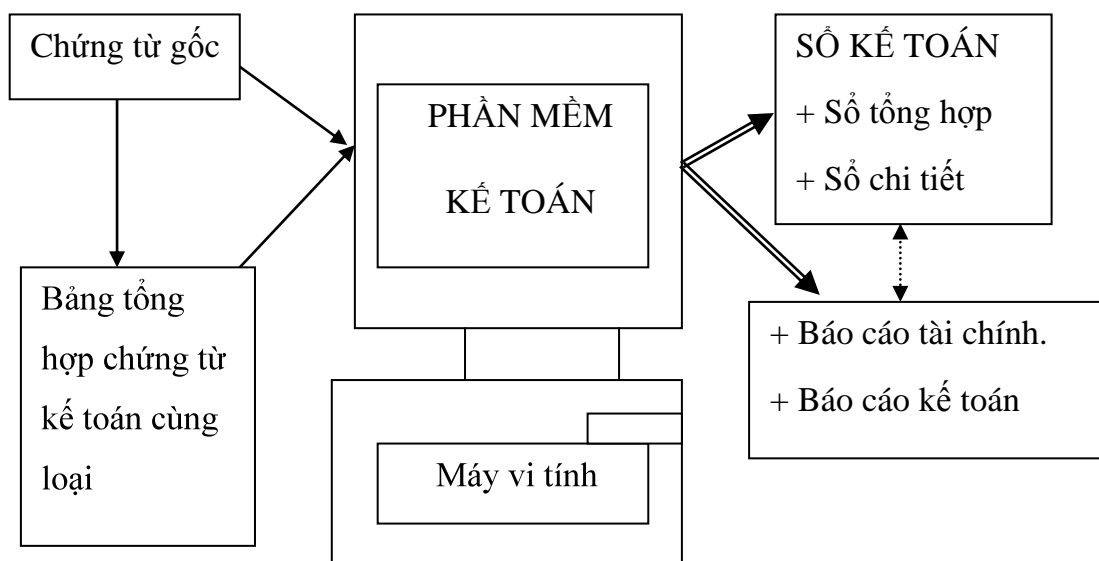 Chứng từ gốc
Bảng tổng
hợp chứng từ
kế toán cùng
loại
PHẦN MỀM
KẾ TOÁN
Máy vi tính
SỔ KẾ TOÁN
+ Sổ tổng hợp
+ Sổ chi tiết
+ Báo cáo tài chính.
+ Báo cáo kế toán